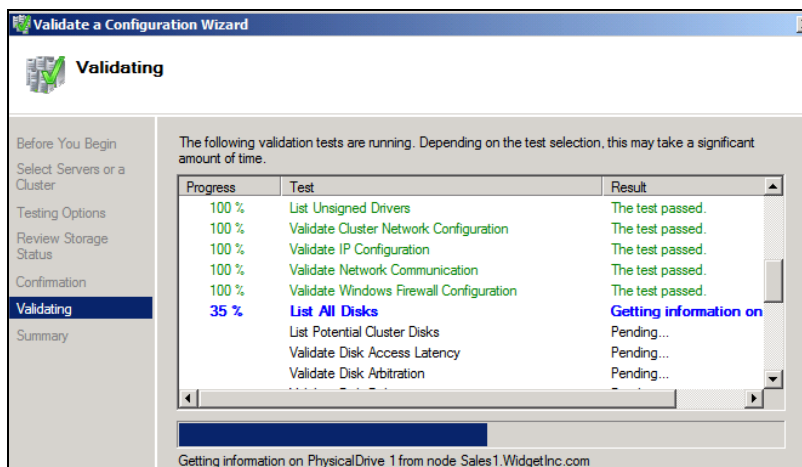 Validate a Configuration Wizard
Validating
Before You Begin
Select Servers or a
Cluster
Testing Options
Review Storage
Status
Confirmation
Validating
Summary
The following validation tests are running. Depending on the test selection, this may take a significant
amount of time.
Progress Test Result
100 % List Unsigned Drivers The test passed.
100 % Validate Cluster Network Configuration The test passed.
100 % Validate IP Configuration The test passed.
100 % Validate Network Communication The test passed.
100 % Validate Windows Firewall Configuration The test passed.
35 % List All Disks Getting information on
List Potential Cluster Disks Pending...
Validate Disk Access Latency Pending...
Validate Disk Arbitration Pending...
Getting information on PhysicalDrive 1 from node Sales1.WidgetInc.com